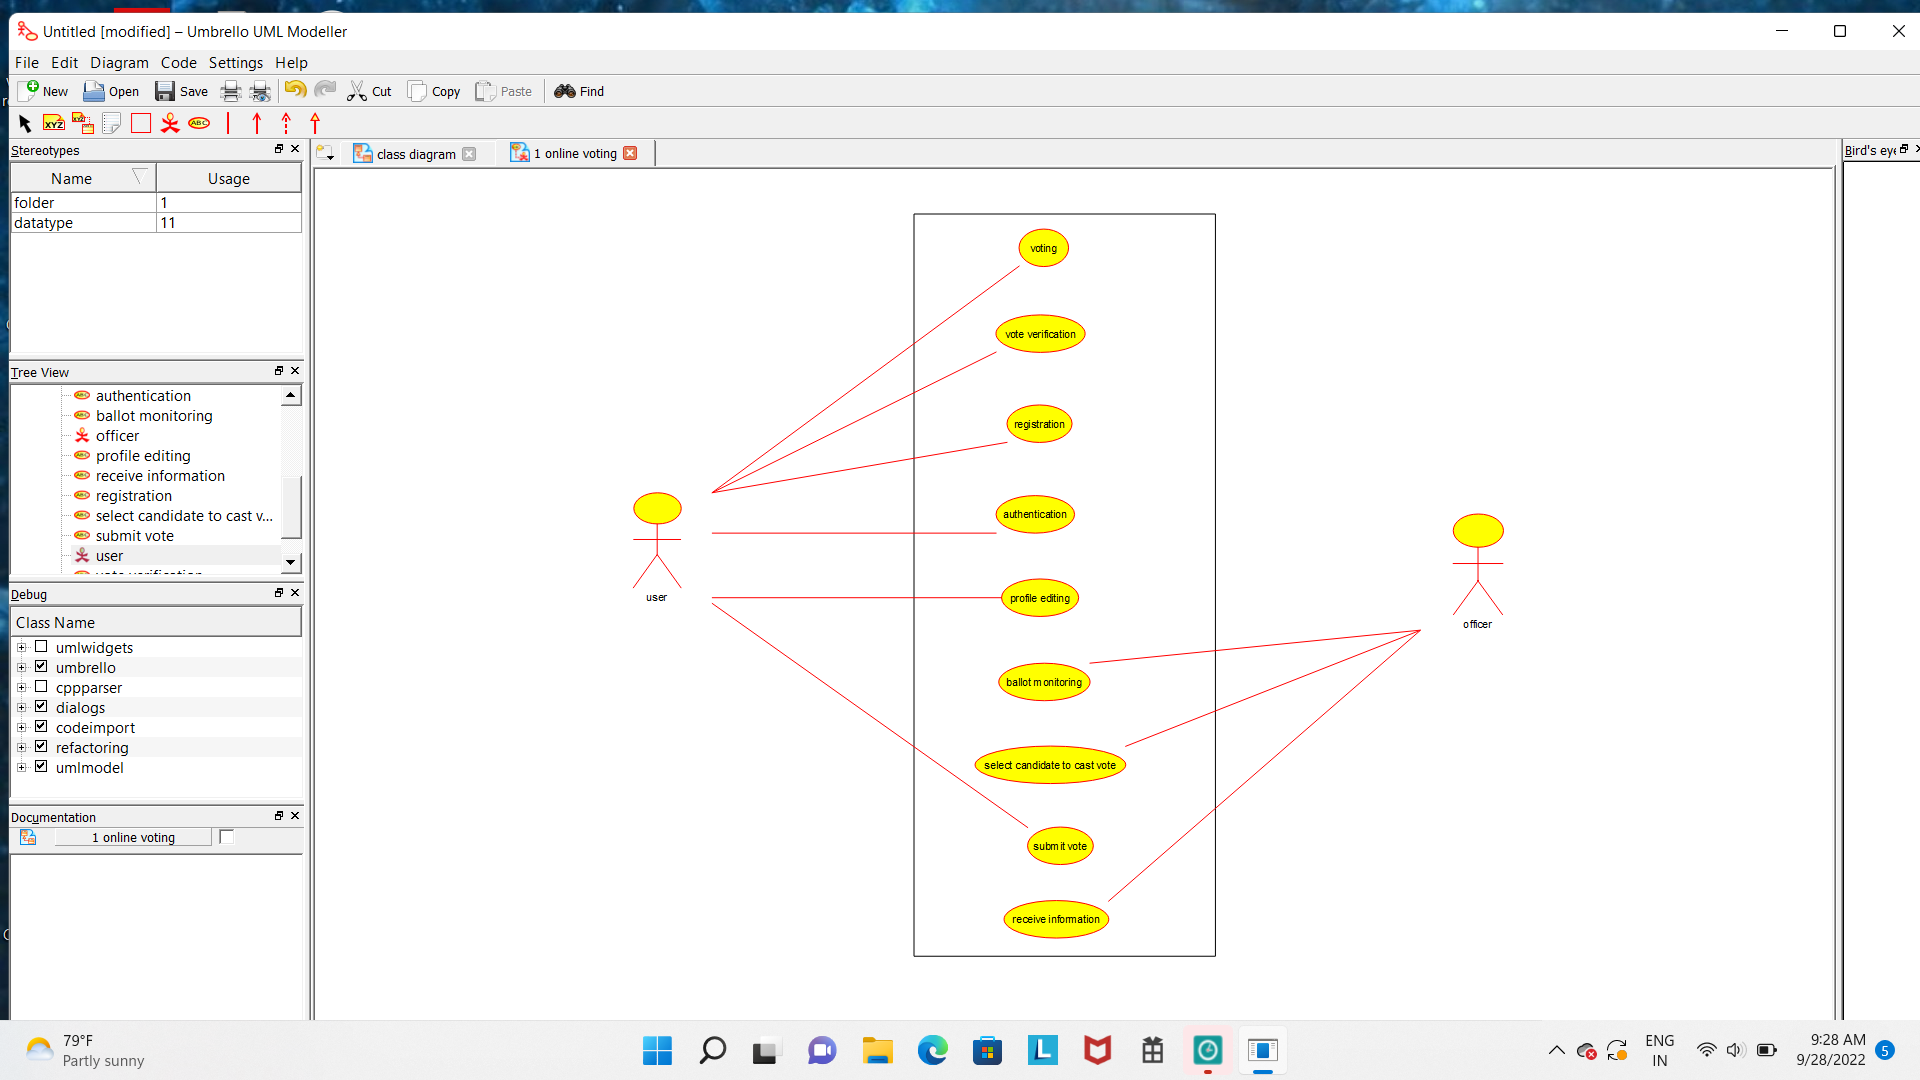 Untitled [modified] – Umbrello UML Modeller
File Edit Diagram Code Settings Help
New Open Save Cut Copy Paste Find
XYZ XYZ ABC
Stereotypes
Name Usage
folder 1
datatype 11
Tree View
authentication
ballot monitoring
officer
profile editing
receive information
registration
select candidate to cast v...
submit vote
user
vote verification
Debug
Class Name
umlwidgets
umbrello
cppparser
dialogs
codeimport
refactoring
umlmodel
Documentation
1 online voting
class diagram
1 online voting
Bird's eye
voting
vote verification
registration
authentication
profile editing
ballot monitoring
select candidate to cast vote
submit vote
receive information
user
officer
79°F
Partly sunny
L
ENG
IN
9:28 AM
9/28/2022
5